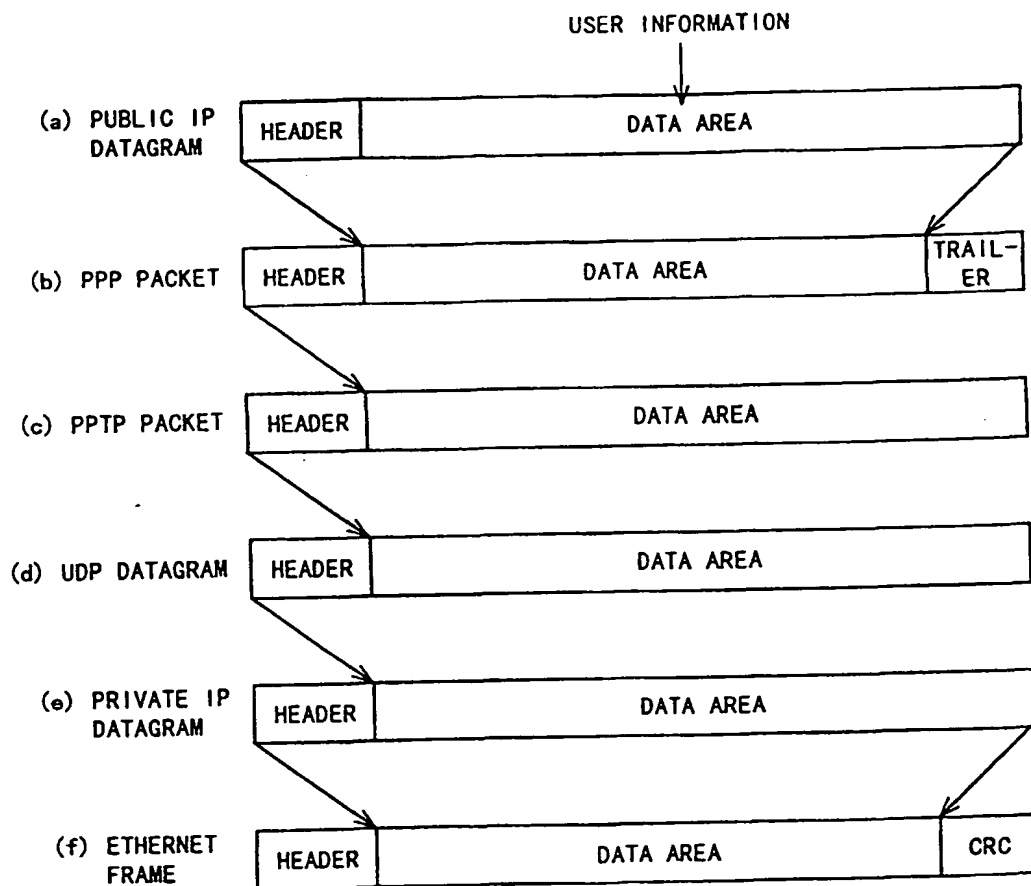 USER INFORMATION
(a) PUBLIC IP
DATAGRAM
HEADER
DATA AREA
(b) PPP PACKET
HEADER
DATA AREA
TRAIL-
ER
(c) PPTP PACKET
HEADER
DATA AREA
(d) UDP DATAGRAM
HEADER
DATA AREA
(e) PRIVATE IP
DATAGRAM
HEADER
DATA AREA
(f) ETHERNET
FRAME
HEADER
DATA AREA
CRC